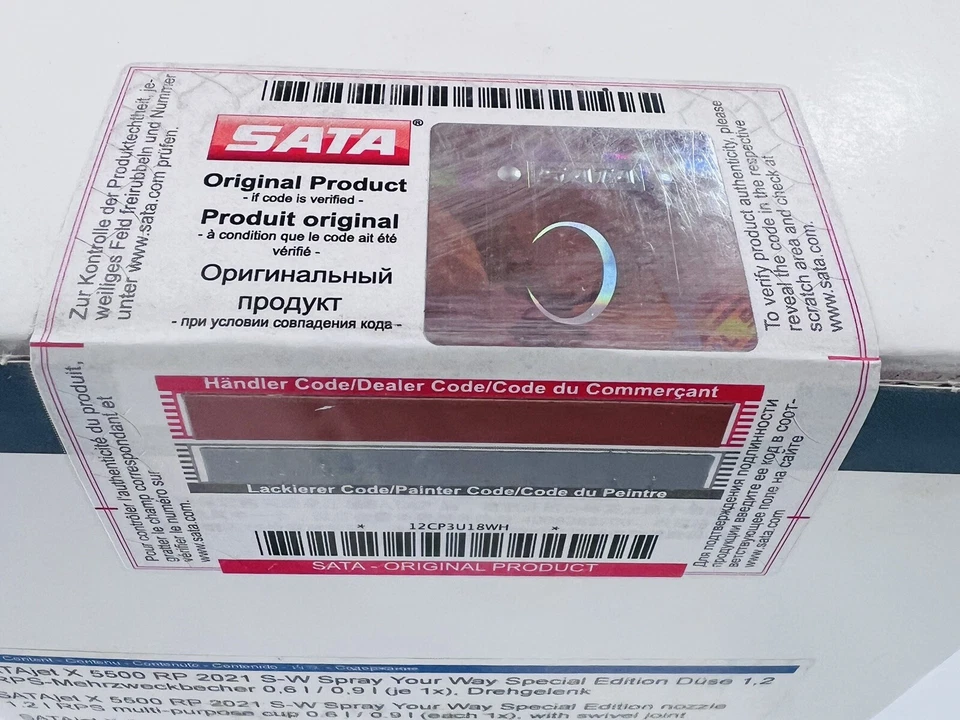 Zur Kontrolle der Produktechtheit, je-
weiliges Feld freirubbeln und Nummer
unter www.sata.com prüfen.
SATA®
Original Product
- if code is verified -
Produit original
- à condition que le code ait été
vérifié -
Оригинальный
продукт
- при условии совпадения кода -
To verify product authenticity, please
reveal the code in the respective
scratch area and check at
www.sata.com.
Pour contrôler l'authenticité du produit,
gratter le champ correspondant et
vérifier le numéro sur
www.sata.com
Händler Code/Dealer Code/Code du Commerçant
Lackierer Code/Painter Code/Code du Peintre
* 12CP3U18WH *
SATA - ORIGINAL PRODUCT
Для подтверждения подлинности
продукции введите ее код в соот-
ветствующее поле на сайте
www.sata.com
Content - Contenu - Contenuto - Contenido - Содержание
TAjet X 5500 RP 2021 S-W Spray Your Way Special Edition Düse 1,2
RPS-Mehrzweckbecher 0,6 l / 0,9 l (je 1x), Drehgelenk
SATAjet X 5500 RP 2021 S-W Spray Your Way Special Edition nozzle
1.2 l RPS multi-purpose cup 0.6 l / 0.9 l (each 1x), with swivel joint